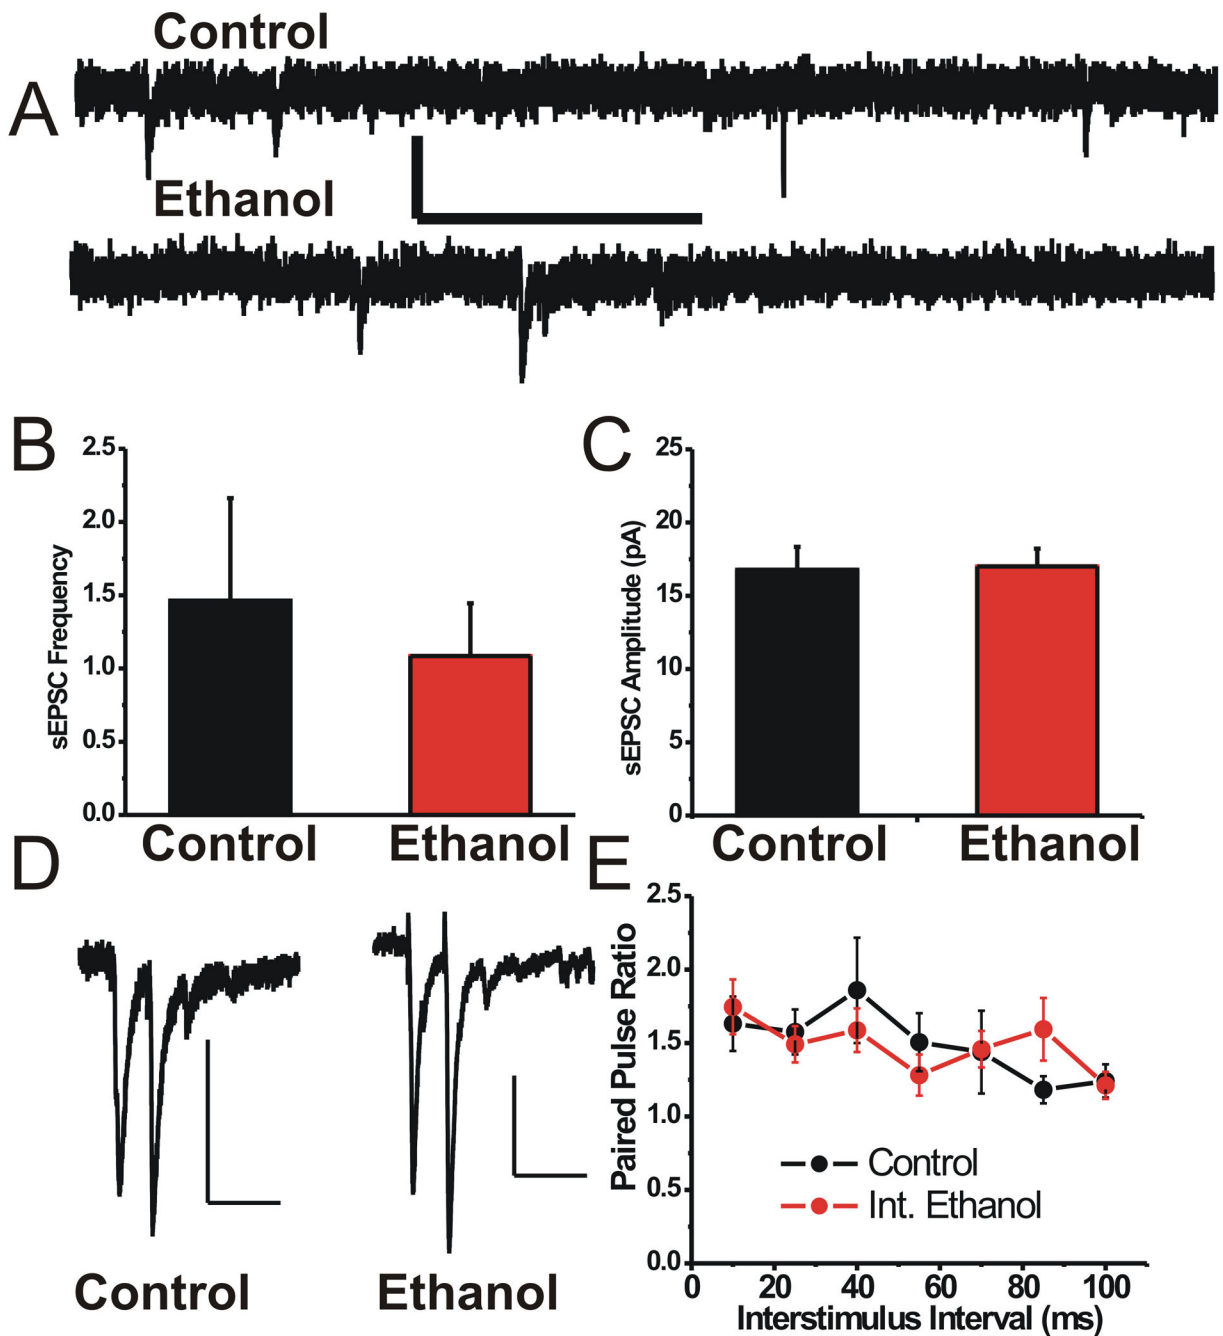 Control
A
Ethanol
B
2.5
2.0
1.5
1.0
0.5
0.0
sEPSC Frequency
Control
Ethanol
C
25
20
15
10
5
0
sEPSC Amplitude (pA)
Control
Ethanol
D
Control
Ethanol
E
2.5
2.0
1.5
1.0
0.5
0.0
Paired Pulse Ratio
Control
Int. Ethanol
0 20 40 60 80 100
Interstimulus Interval (ms)